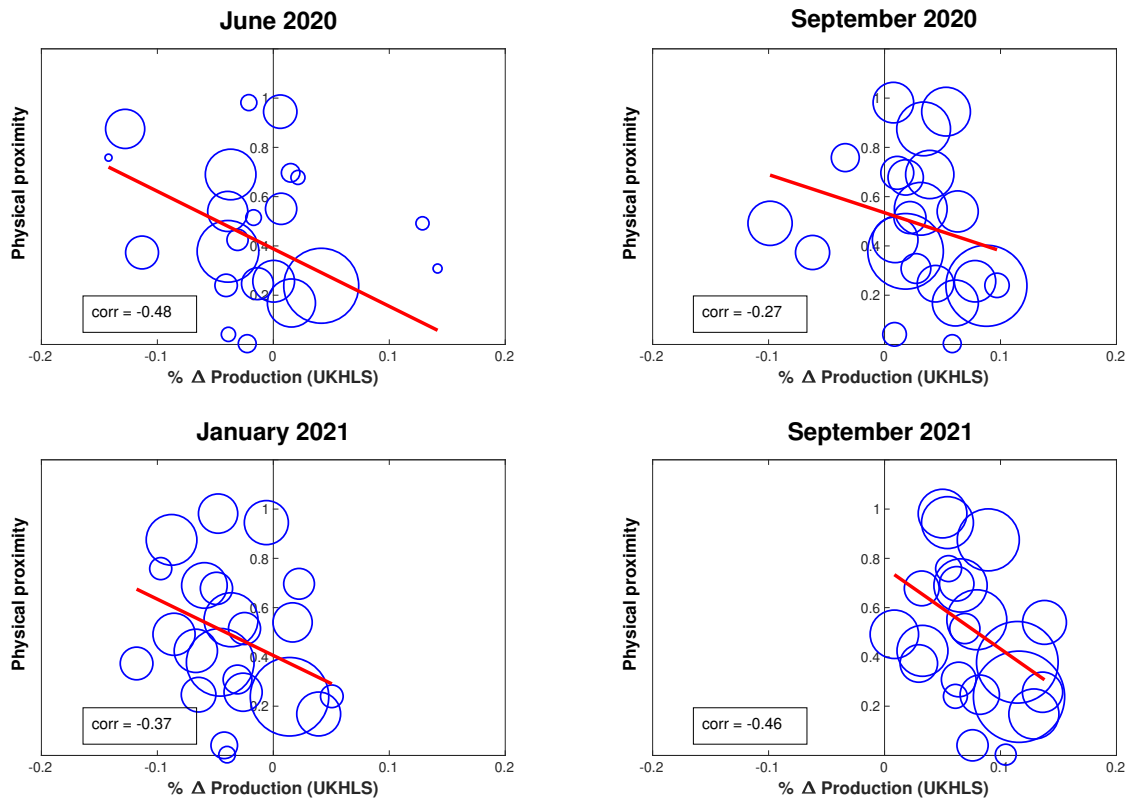 June 2020
Physical proximity
1
0.8
0.6
0.4
0.2
corr = -0.48
-0.2 -0.1 0 0.1 0.2
% Δ Production (UKHLS)
September 2020
Physical proximity
1
0.8
0.6
0.4
0.2
corr = -0.27
-0.2 -0.1 0 0.1 0.2
% Δ Production (UKHLS)
January 2021
Physical proximity
1
0.8
0.6
0.4
0.2
corr = -0.37
-0.2 -0.1 0 0.1 0.2
% Δ Production (UKHLS)
September 2021
Physical proximity
1
0.8
0.6
0.4
0.2
corr = -0.46
-0.2 -0.1 0 0.1 0.2
% Δ Production (UKHLS)